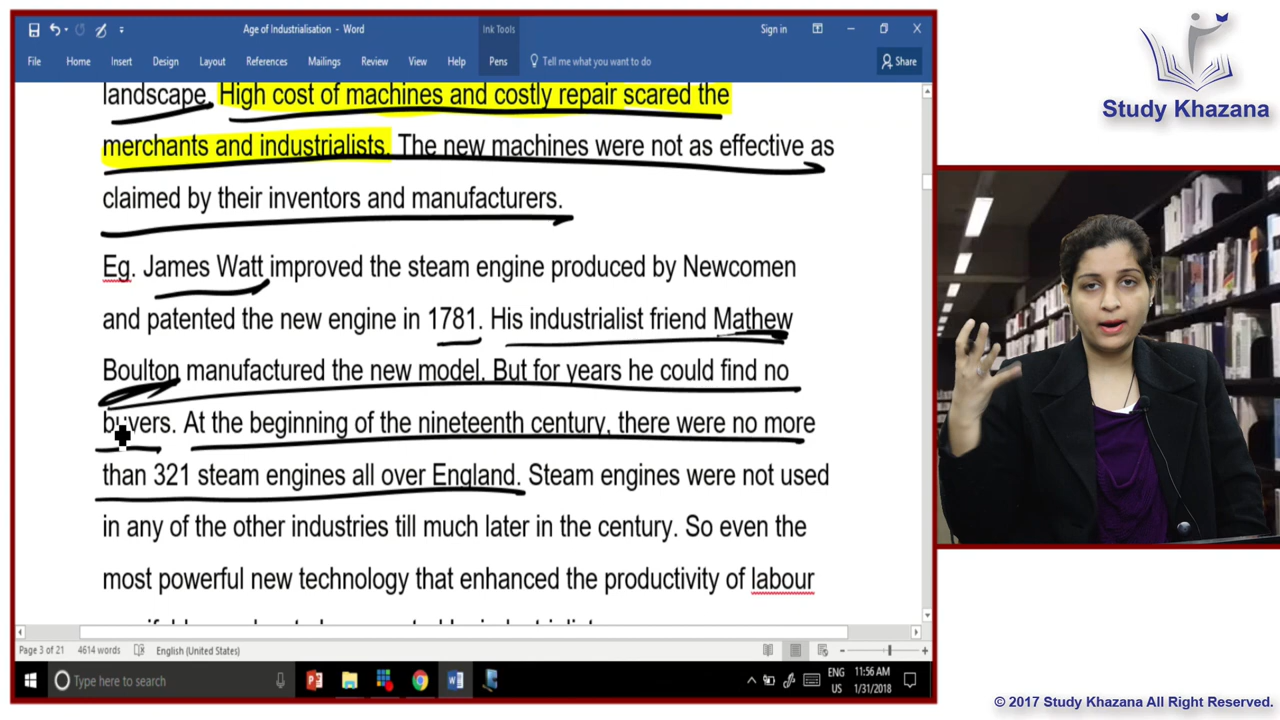 Age of Industrialisation - Word
Ink Tools
Sign in
File
Home
Insert
Design
Layout
References
Mailings
Review
View
Help
Pens
Tell me what you want to do
Share
landscape. High cost of machines and costly repair scared the
merchants and industrialists. The new machines were not as effective as
claimed by their inventors and manufacturers.
Eg. James Watt improved the steam engine produced by Newcomen
and patented the new engine in 1781. His industrialist friend Mathew
Boulton manufactured the new model. But for years he could find no
buyers. At the beginning of the nineteenth century, there were no more
than 321 steam engines all over England. Steam engines were not used
in any of the other industries till much later in the century. So even the
most powerful new technology that enhanced the productivity of labour
Page 3 of 21
4614 words
English (United States)
Type here to search
ENG
US
11:56 AM
1/31/2018
Study Khazana
© 2017 Study Khazana All Right Reserved.